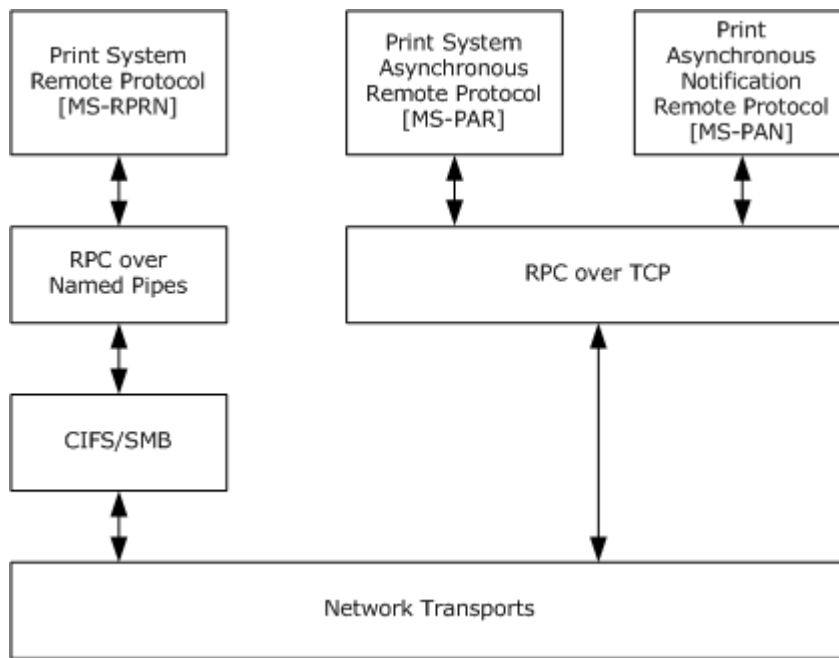 Print System
Remote Protocol
[MS-RPRN]
Print System
Asynchronous
Remote Protocol
[MS-PAR]
Print
Asynchronous
Notification
Remote Protocol
[MS-PAN]
RPC over
Named Pipes
RPC over TCP
CIFS/SMB
Network Transports